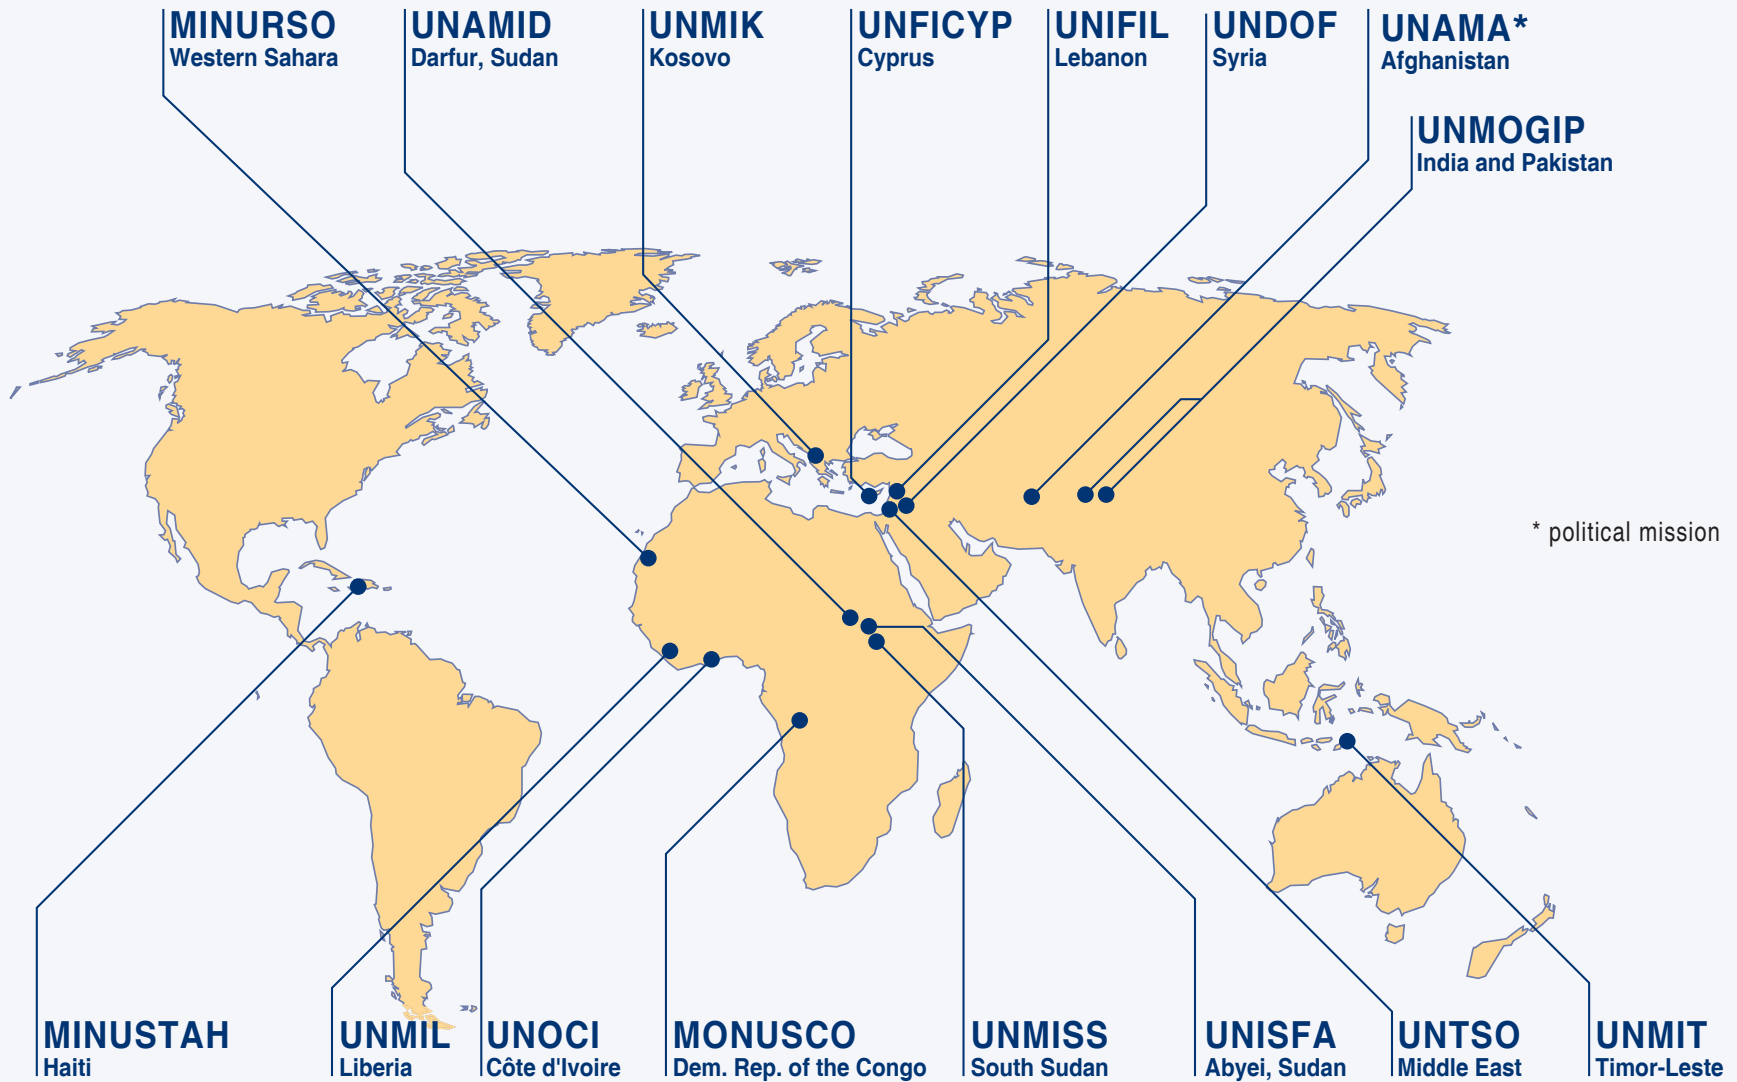 MINURSO
Western Sahara
UNAMID
Darfur, Sudan
UNMIK
Kosovo
UNFICYP
Cyprus
UNIFIL
Lebanon
UNDOF
Syria
UNAMA*
Afghanistan
UNMOGIP
India and Pakistan
* political mission
MINUSTAH
Haiti
UNMIL
Liberia
UNOCI
Côte d'Ivoire
MONUSCO
Dem. Rep. of the Congo
UNMISS
South Sudan
UNISFA
Abyei, Sudan
UNTSO
Middle East
UNMIT
Timor-Leste